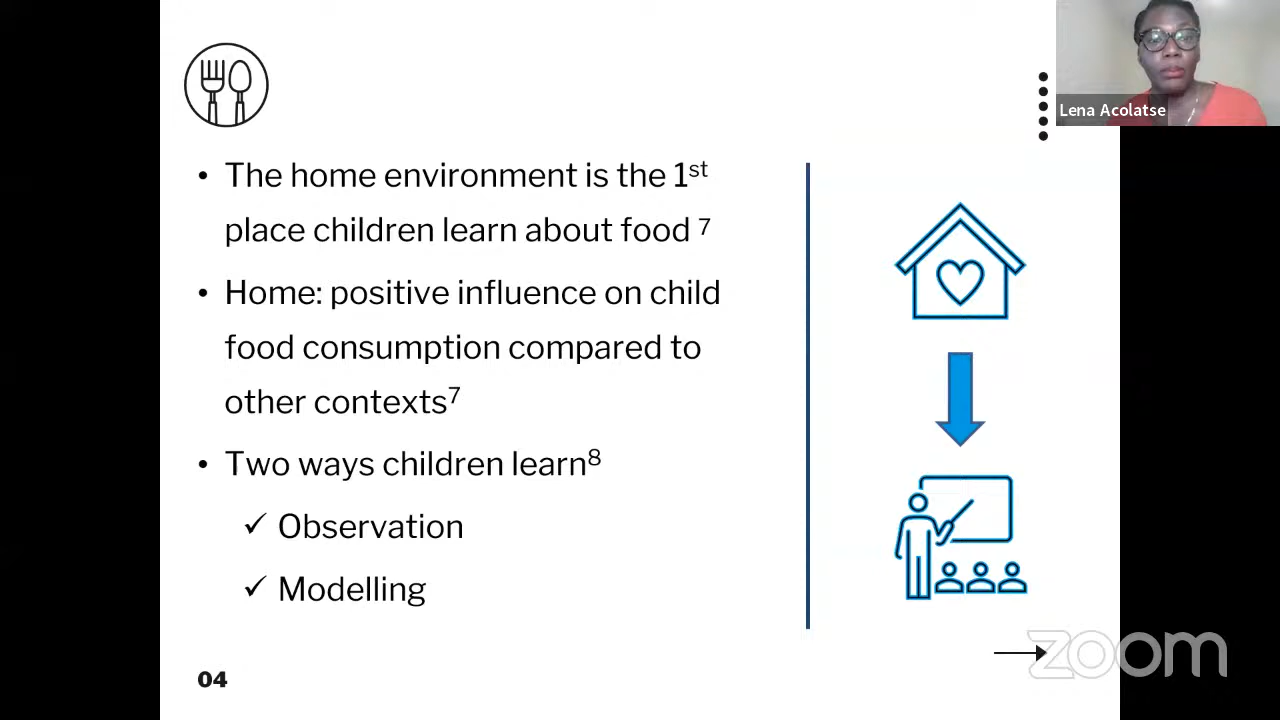 Lena Acolatse
• The home environment is the 1st
place children learn about food 7
• Home: positive influence on child
food consumption compared to
other contexts7
• Two ways children learn8
✓ Observation
✓ Modelling
04
zoom